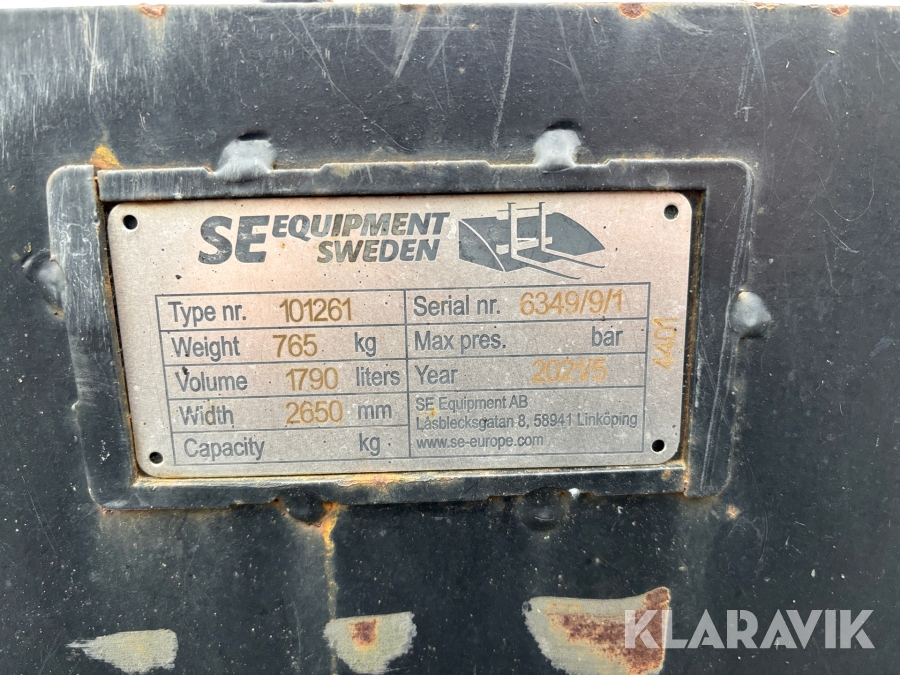 SE EQUIPMENT
SWEDEN
Type nr. 101261 Serial nr. 6349/9/1
Weight 765 kg Max pres. bar
Volume 1790 liters Year 2021/5
Width 2650 mm SE Equipment AB
Låsblecksgatan 8, 58941 Linköping
Capacity kg www.se-europe.com
4401
KLARAVIK